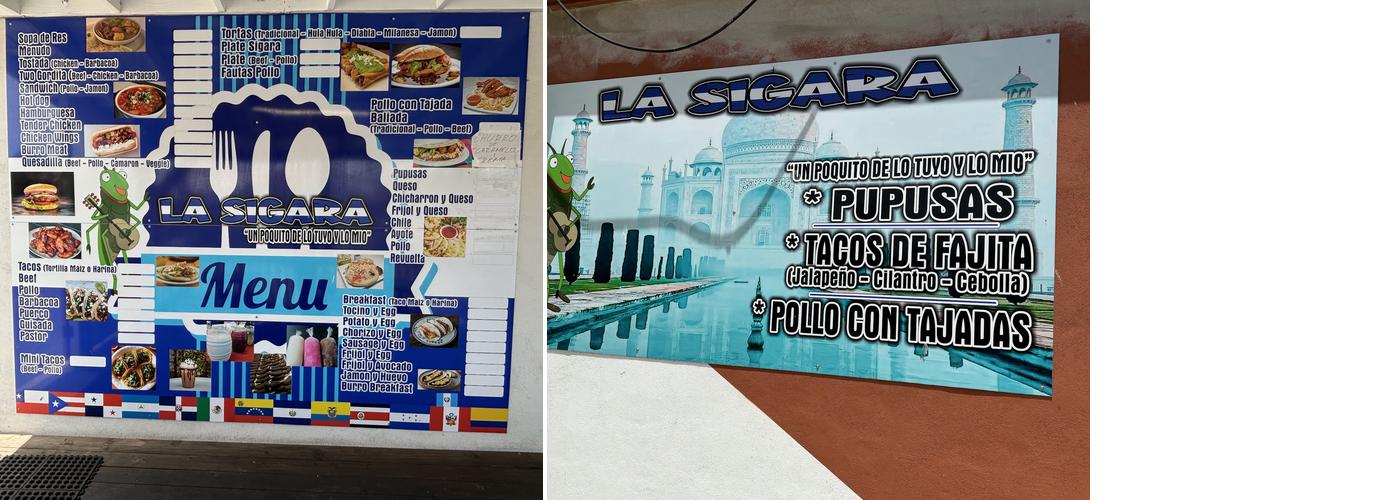 Sopa de Res
Menudo
Tostada (Chicken - Barbacoa)
Two Gordita (Beef - Chicken - Barbacoa)
Sandwich (Pollo - Jamon)
Hot dog
Hamburguesa
Tender Chicken
Chicken Wings
Burro Meat
Quesadilla (Beef - Pollo - Camaron - Veggie)
Tortas (Tradicional - Hula Hula - Diabla - Milanesa - Jamon)
Plate Sigara
Plate (Beef - Pollo)
Fautas Pollo
Pollo con Tajada
Baliada
(Tradicional - Pollo - Beef)
CHURRO
CARAMELO
Pupusas
Queso
Chicharron y Queso
Frijol y Queso
Chile
Ayote
Pollo
Revuelta
LA SIGARA
"UN POQUITO DE LO TUYO Y LO MIO"
Menu
Tacos (Tortilla Maiz o Harina)
Beef
Pollo
Barbacoa
Puerco
Guisada
Pastor
Mini Tacos
(Beef - Pollo)
Breakfast (Taco Maiz o Harina)
Tocino y Egg
Potato y Egg
Chorizo y Egg
Sausage y Egg
Frijol y Egg
Frijol y Avocado
Jamon y Huevo
Burro Breakfast
LA SIGARA
"UN POQUITO DE LO TUYO Y LO MIO"
* PUPUSAS
* TACOS DE FAJITA
(Jalapeño - Cilantro - Cebolla)
* POLLO CON TAJADAS